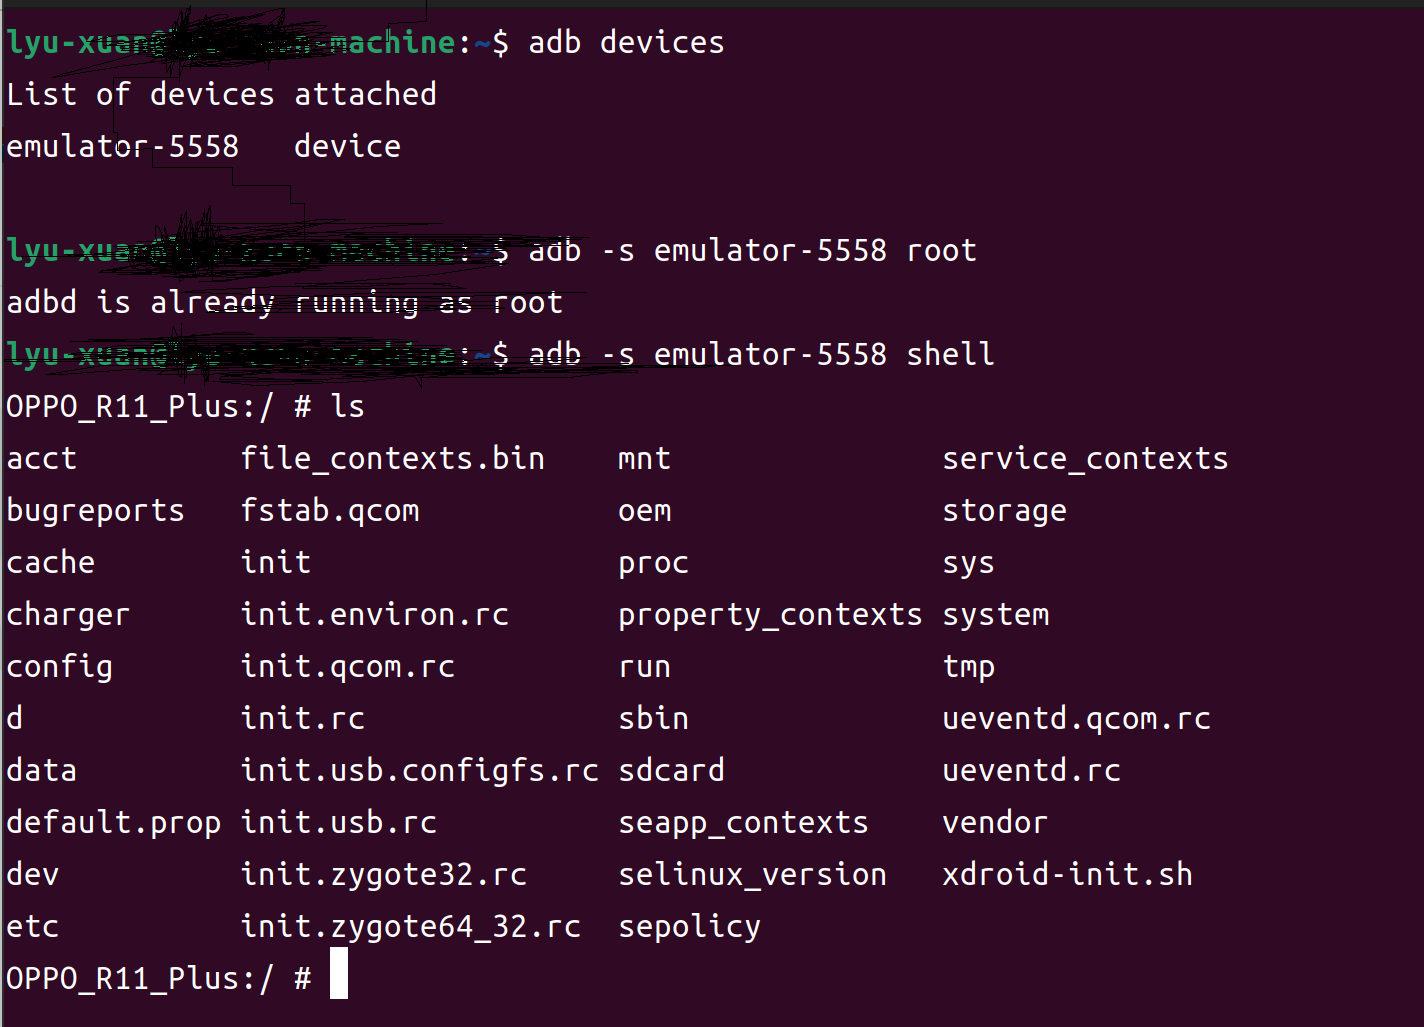 lyu-xuan machine:~$ adb devices
List of devices attached
emulator-5558   device
lyu-xuan :~$ adb -s emulator-5558 root
adbd is already running as root
lyu-xuan :~$ adb -s emulator-5558 shell
OPPO_R11_Plus:/ # ls
acct         file_contexts.bin    mnt               service_contexts
bugreports   fstab.qcom           oem               storage
cache        init                 proc              sys
charger      init.environ.rc      property_contexts system
config       init.qcom.rc         run               tmp
d            init.rc              sbin              ueventd.qcom.rc
data         init.usb.configfs.rc sdcard            ueventd.rc
default.prop init.usb.rc          seapp_contexts    vendor
dev          init.zygote32.rc     selinux_version   xdroid-init.sh
etc          init.zygote64_32.rc  sepolicy
OPPO_R11_Plus:/ #